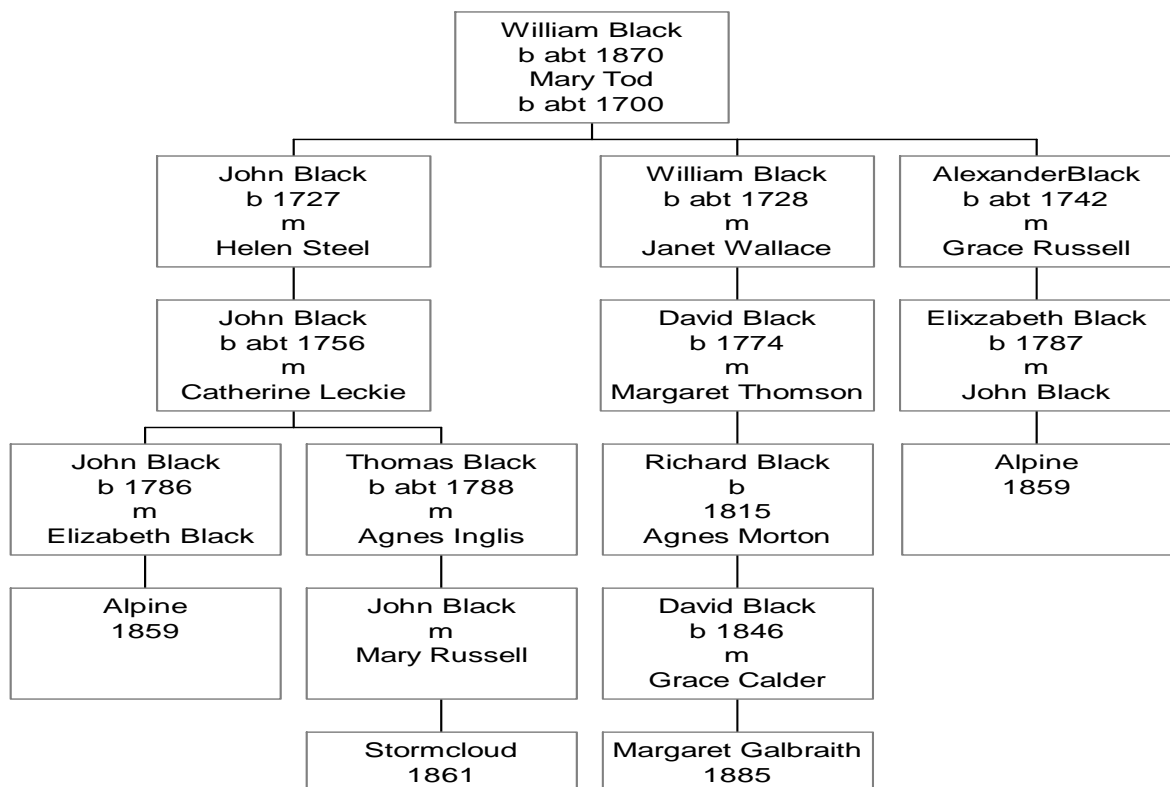 William Black
b abt 1870
Mary Tod
b abt 1700
John Black
b 1727
m
Helen Steel
William Black
b abt 1728
m
Janet Wallace
AlexanderBlack
b abt 1742
m
Grace Russell
John Black
b abt 1756
m
Catherine Leckie
David Black
b 1774
m
Margaret Thomson
Elixzabeth Black
b 1787
m
John Black
John Black
b 1786
m
Elizabeth Black
Thomas Black
b abt 1788
m
Agnes Inglis
Richard Black
b
1815
Agnes Morton
Alpine
1859
Alpine
1859
John Black
m
Mary Russell
David Black
b 1846
m
Grace Calder
Stormcloud
1861
Margaret Galbraith
1885